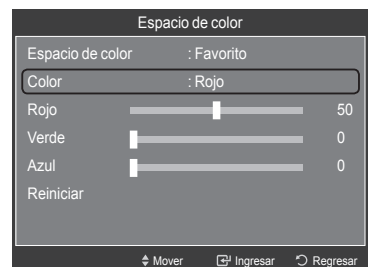 Espacio de color
Espacio de color : Favorito
Color : Rojo
Rojo 50
Verde 0
Azul 0
Reiniciar
Mover Ingresar Regresar